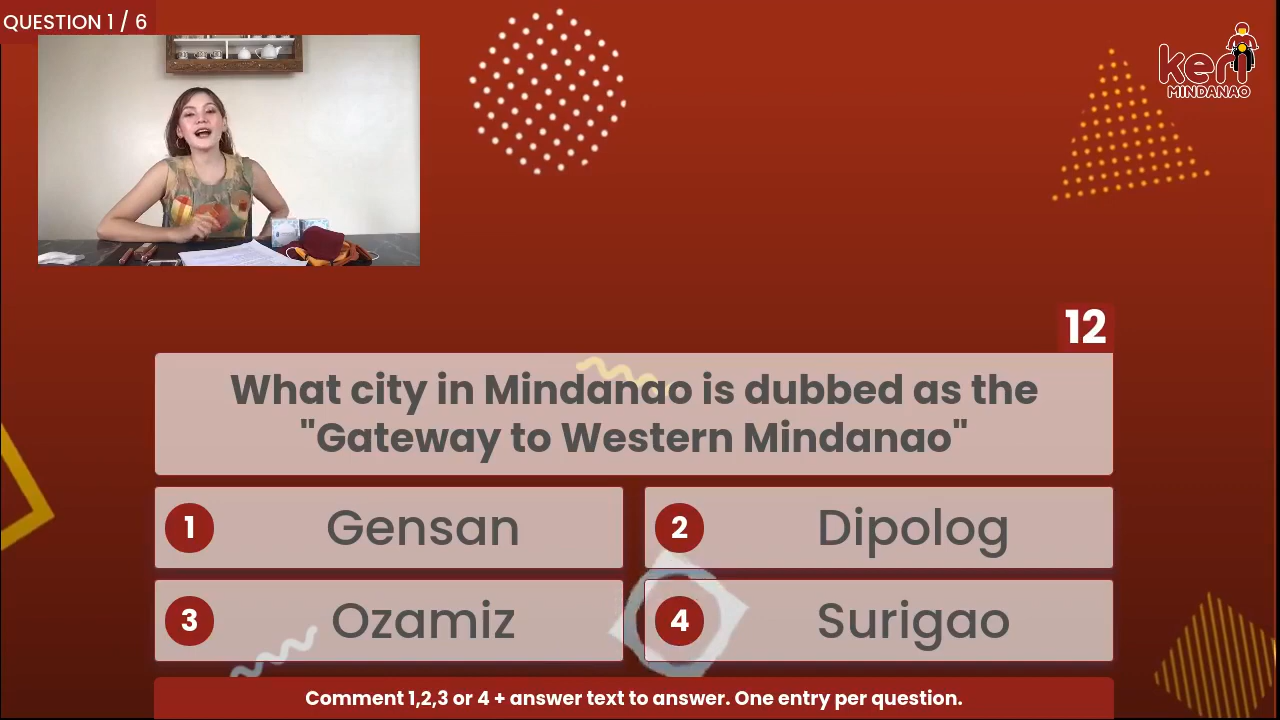 QUESTION 1 / 6
keri
MINDANAO
12
What city in Mindanao is dubbed as the
"Gateway to Western Mindanao"
1 Gensan
2 Dipolog
3 Ozamiz
4 Surigao
Comment 1,2,3 or 4 + answer text to answer. One entry per question.